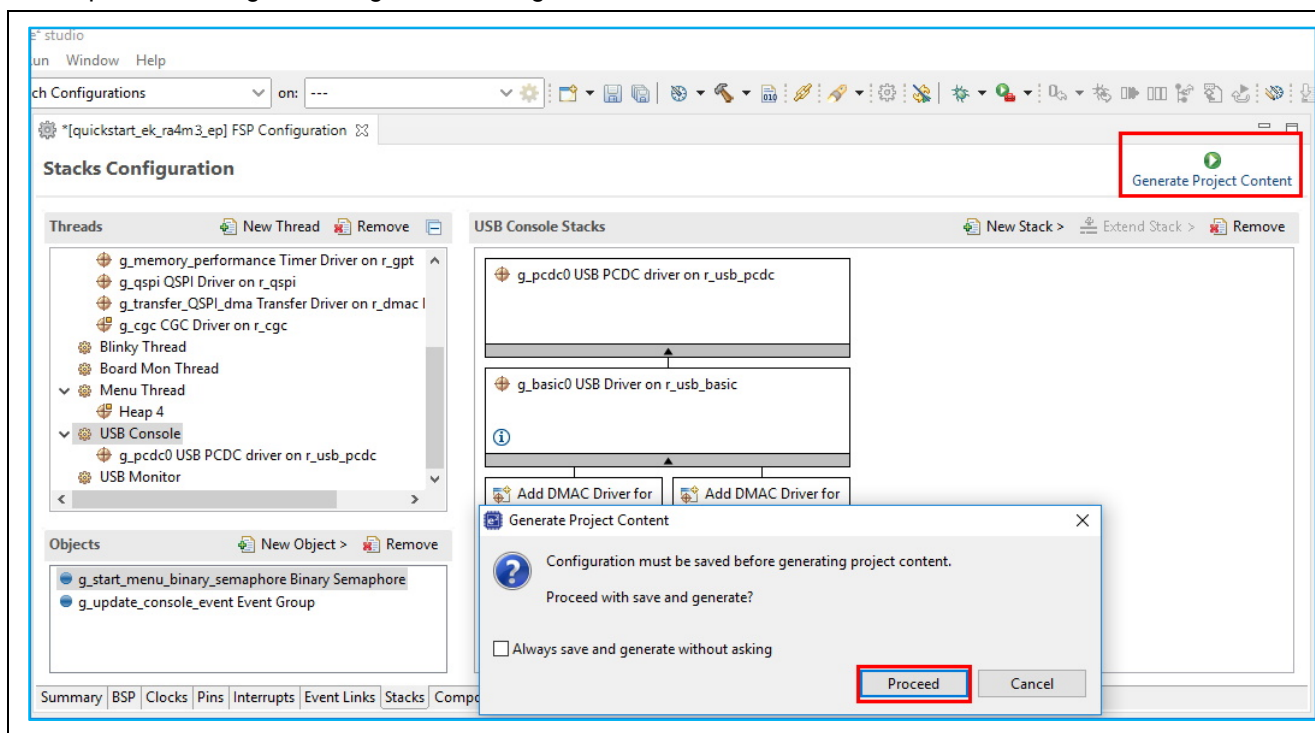 e² studio
Run Window Help
ch Configurations on: ---
*[quickstart_ek_ra4m3_ep] FSP Configuration
Stacks Configuration
Generate Project Content
Threads New Thread Remove
g_memory_performance Timer Driver on r_gpt
g_qspi QSPI Driver on r_qspi
g_transfer_QSPI_dma Transfer Driver on r_dmac
g_cgc CGC Driver on r_cgc
Blinky Thread
Board Mon Thread
Menu Thread
Heap 4
USB Console
g_pcdc0 USB PCDC driver on r_usb_pcdc
USB Monitor
Objects New Object > Remove
g_start_menu_binary_semaphore Binary Semaphore
g_update_console_event Event Group
USB Console Stacks New Stack > Extend Stack > Remove
g_pcdc0 USB PCDC driver on r_usb_pcdc
g_basic0 USB Driver on r_usb_basic
Add DMAC Driver for Add DMAC Driver for
Generate Project Content
Configuration must be saved before generating project content.
Proceed with save and generate?
Always save and generate without asking
Proceed Cancel
Summary BSP Clocks Pins Interrupts Event Links Stacks Comp